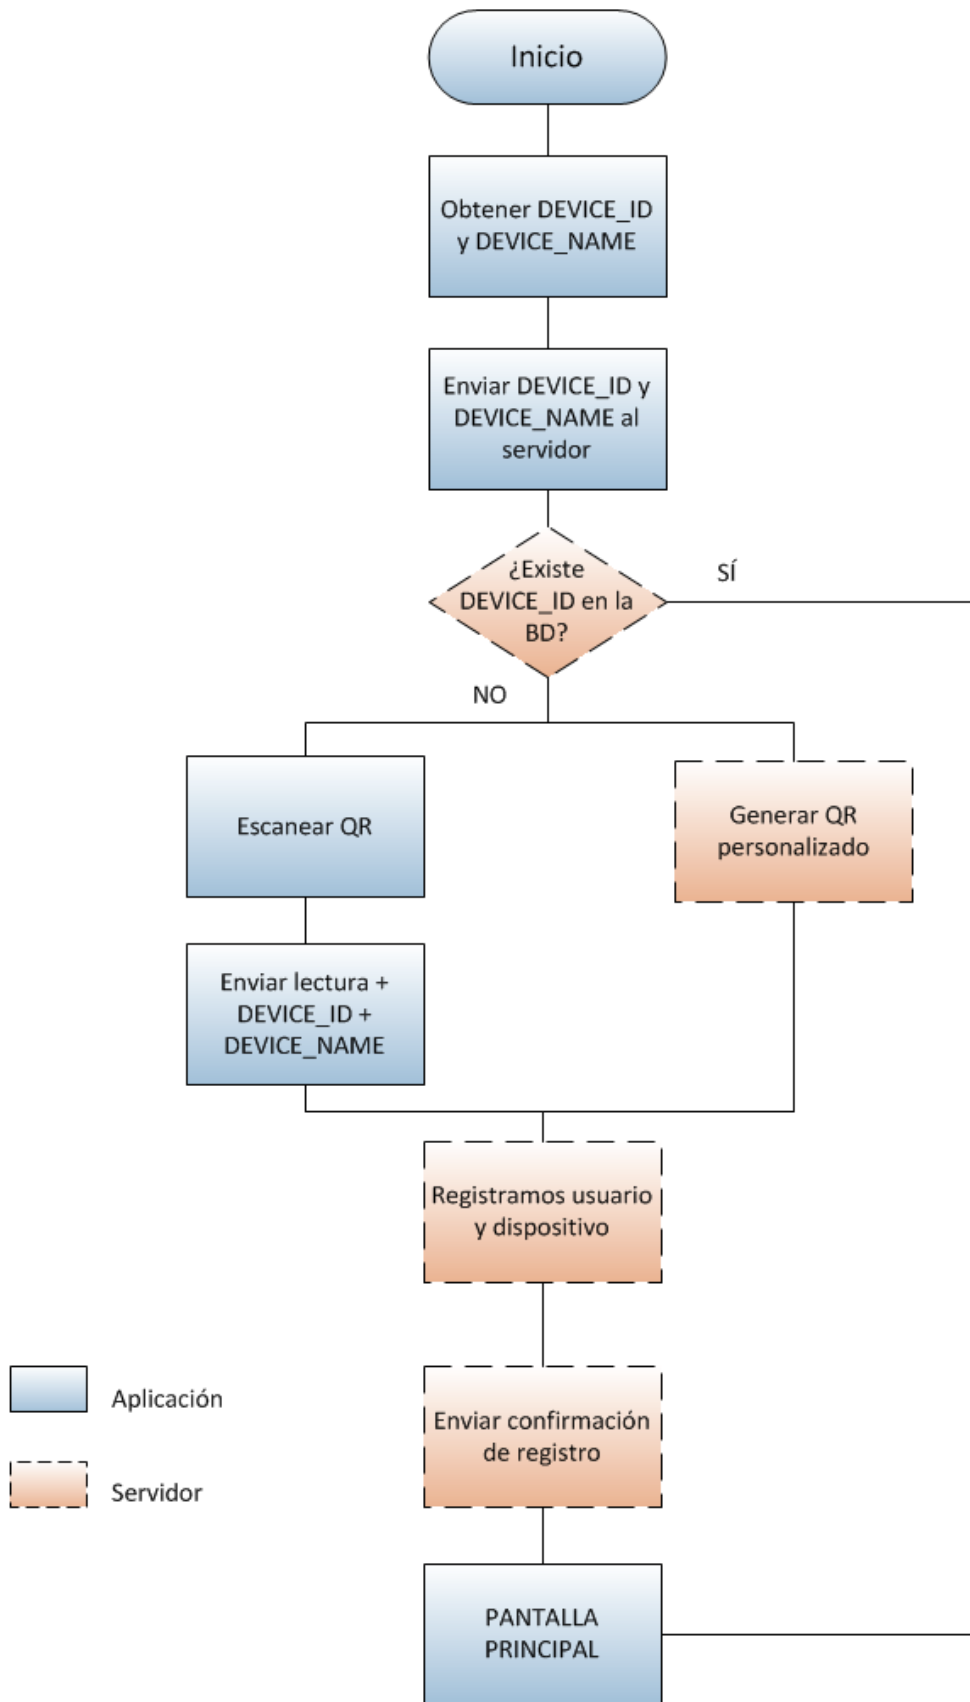 Inicio
Obtener DEVICE_ID
y DEVICE_NAME
Enviar DEVICE_ID y
DEVICE_NAME al
servidor
¿Existe
DEVICE_ID en la
BD?
SÍ
NO
Escanear QR
Generar QR
personalizado
Enviar lectura +
DEVICE_ID +
DEVICE_NAME
Registramos usuario
y dispositivo
Aplicación
Enviar confirmación
de registro
Servidor
PANTALLA
PRINCIPAL